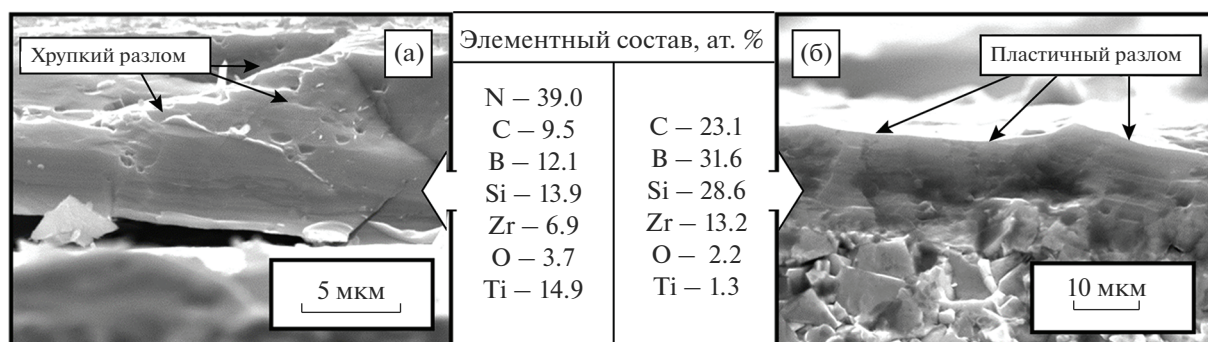 Хрупкий разлом
(а)
Элементный состав, ат. %
(б)
Пластичный разлом
N – 39.0
C – 9.5
B – 12.1
Si – 13.9
Zr – 6.9
O – 3.7
Ti – 14.9
C – 23.1
B – 31.6
Si – 28.6
Zr – 13.2
O – 2.2
Ti – 1.3
5 мкм
10 мкм